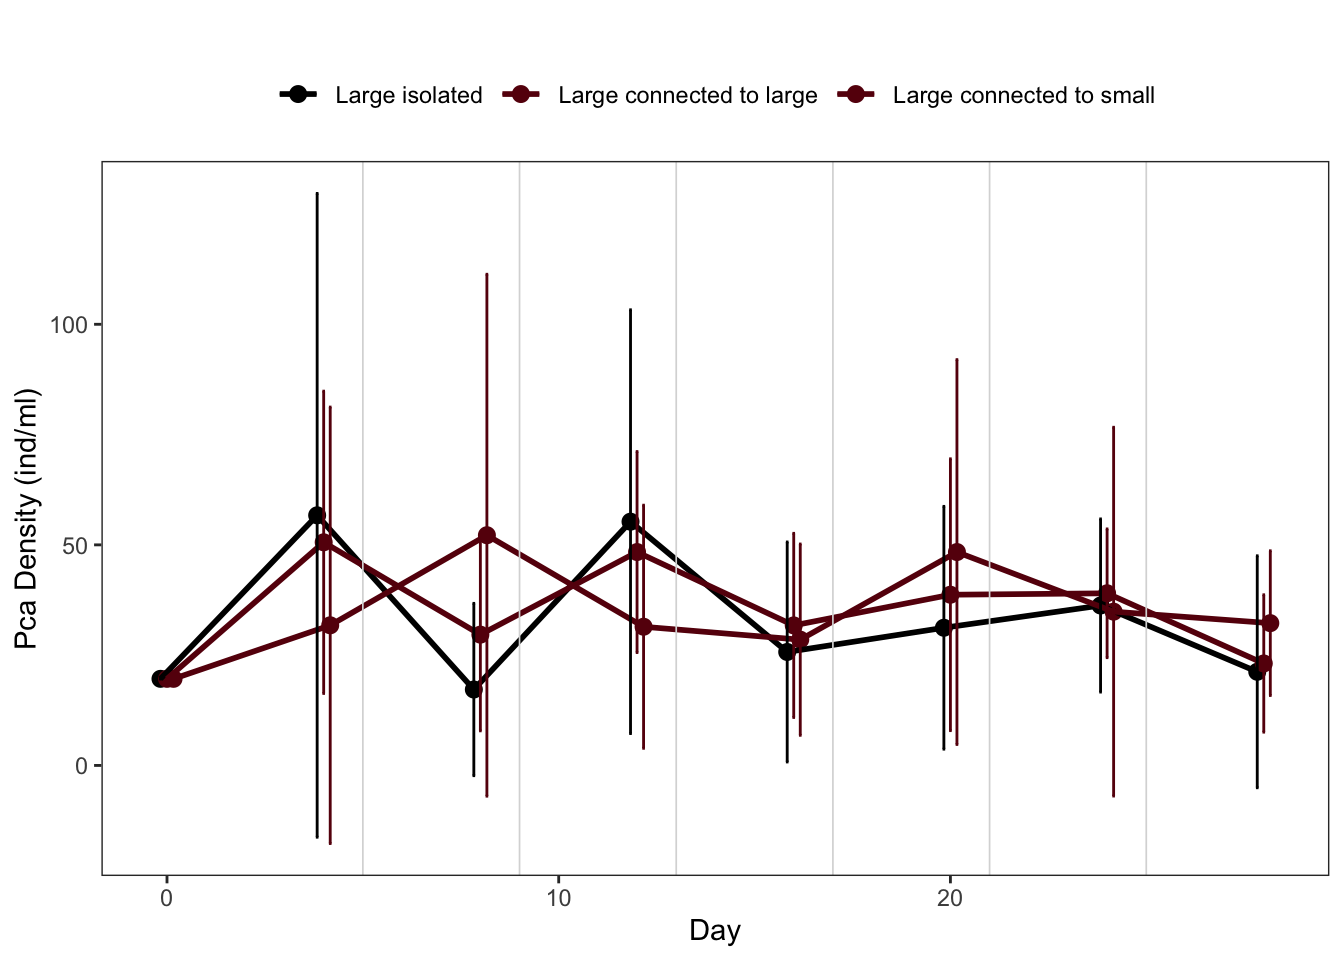 Large isolated Large connected to large Large connected to small
Pca Density (ind/ml)
100
50
0
0 10 20
Day